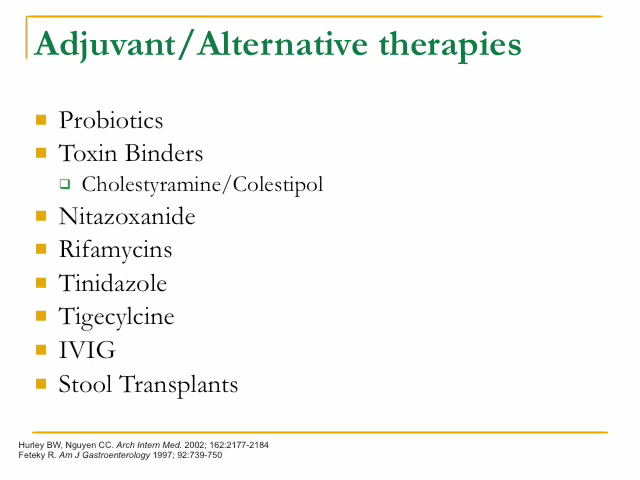 Adjuvant/Alternative therapies
Probiotics
Toxin Binders
Cholestyramine/Colestipol
Nitazoxanide
Rifamycins
Tinidazole
Tigecylcine
IVIG
Stool Transplants
Hurley BW, Nguyen CC. Arch Intern Med. 2002; 162:2177-2184
Feteky R. Am J Gastroenterology 1997; 92:739-750